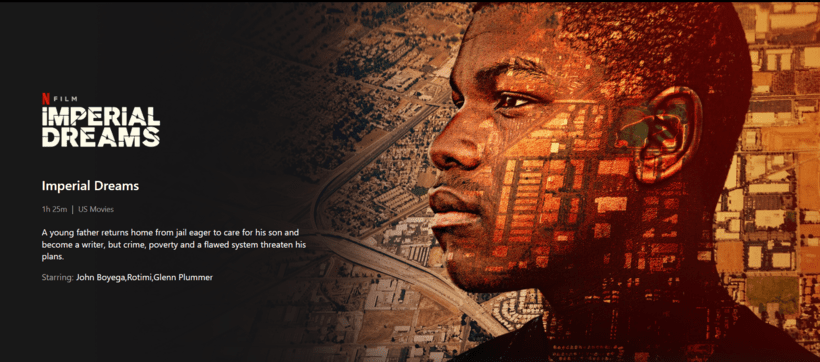 N FILM
IMPERIAL
DREAMS
Imperial Dreams
1h 25m | US Movies
A young father returns home from jail eager to care for his son and
become a writer, but crime, poverty and a flawed system threaten his
plans.
Starring: John Boyega,Rotimi,Glenn Plummer